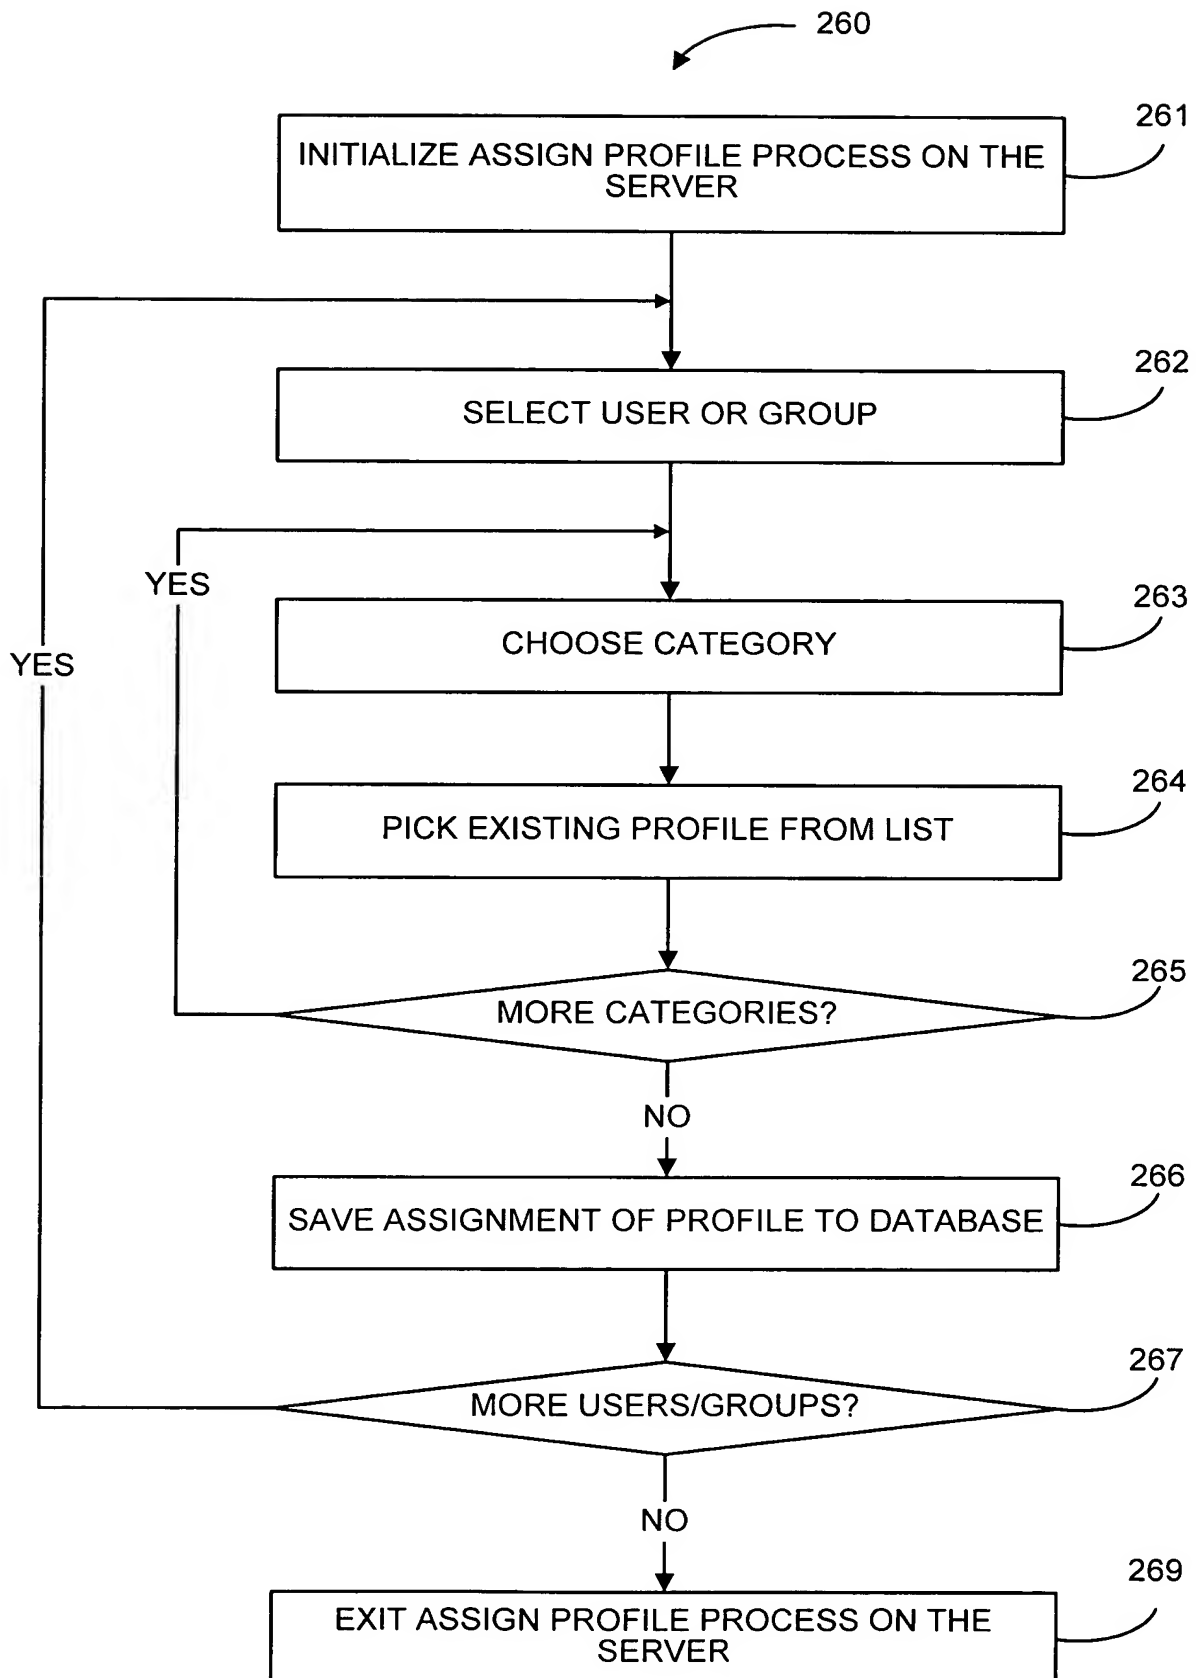 260
261
INITIALIZE ASSIGN PROFILE PROCESS ON THE
SERVER
262
SELECT USER OR GROUP
YES
263
CHOOSE CATEGORY
YES
264
PICK EXISTING PROFILE FROM LIST
265
MORE CATEGORIES?
NO
266
SAVE ASSIGNMENT OF PROFILE TO DATABASE
267
MORE USERS/GROUPS?
NO
269
EXIT ASSIGN PROFILE PROCESS ON THE
SERVER